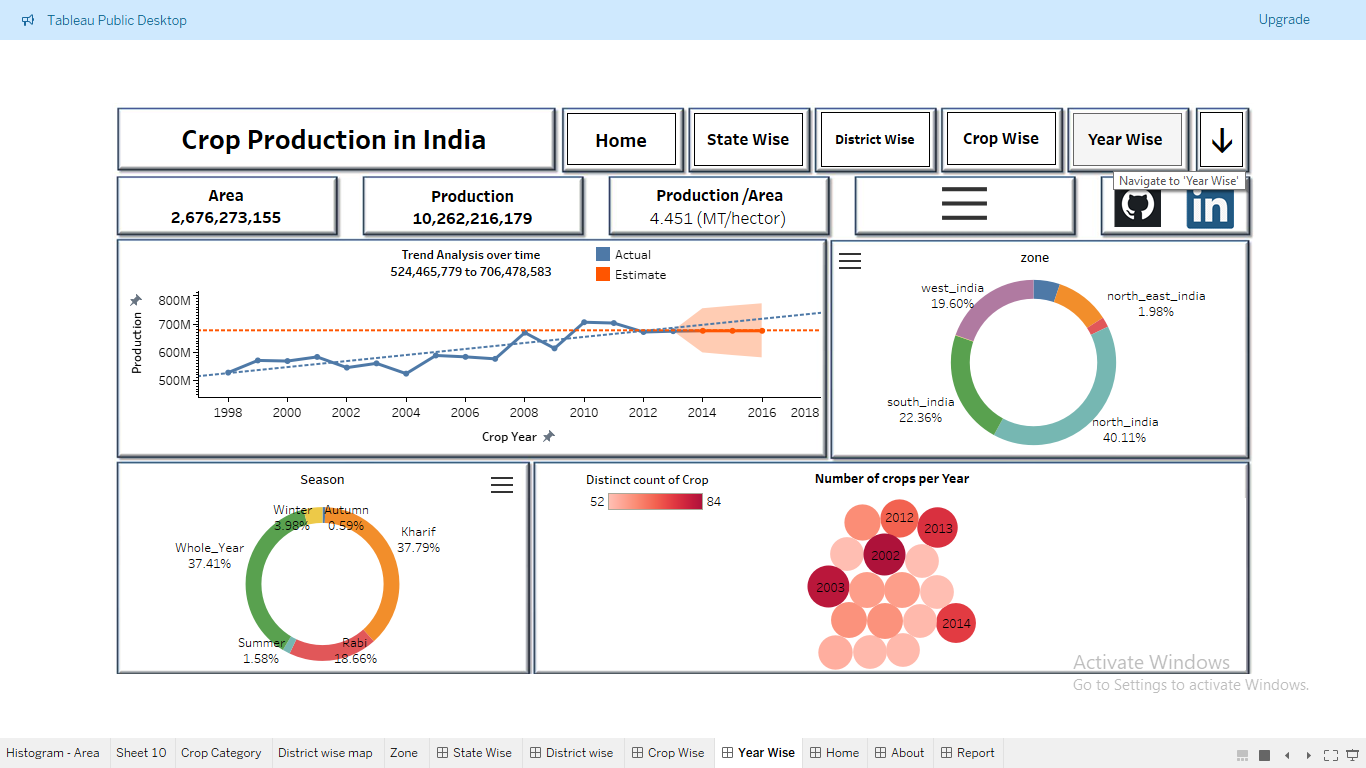 Tableau Public Desktop
Upgrade
Crop Production in India
Home
State Wise
District Wise
Crop Wise
Year Wise
Navigate to 'Year Wise'
Area
2,676,273,155
Production
10,262,216,179
Production /Area
4.451 (MT/hector)
in
Trend Analysis over time
524,465,779 to 706,478,583
Actual
Estimate
800M
700M
600M
500M
Production
1998
2000
2002
2004
2006
2008
2010
2012
2014
2016
2018
Crop Year
zone
west_india
19.60%
north_east_india
1.98%
south_india
22.36%
north_india
40.11%
Season
Winter
3.98%
Autumn
0.59%
Kharif
37.79%
Whole_Year
37.41%
Summer
1.58%
Rabi
18.66%
Distinct count of Crop
52
84
Number of crops per Year
2012
2013
2002
2003
2014
Activate Windows
Go to Settings to activate Windows.
Histogram - Area
Sheet 10
Crop Category
District wise map
Zone
State Wise
District wise
Crop Wise
Year Wise
Home
About
Report